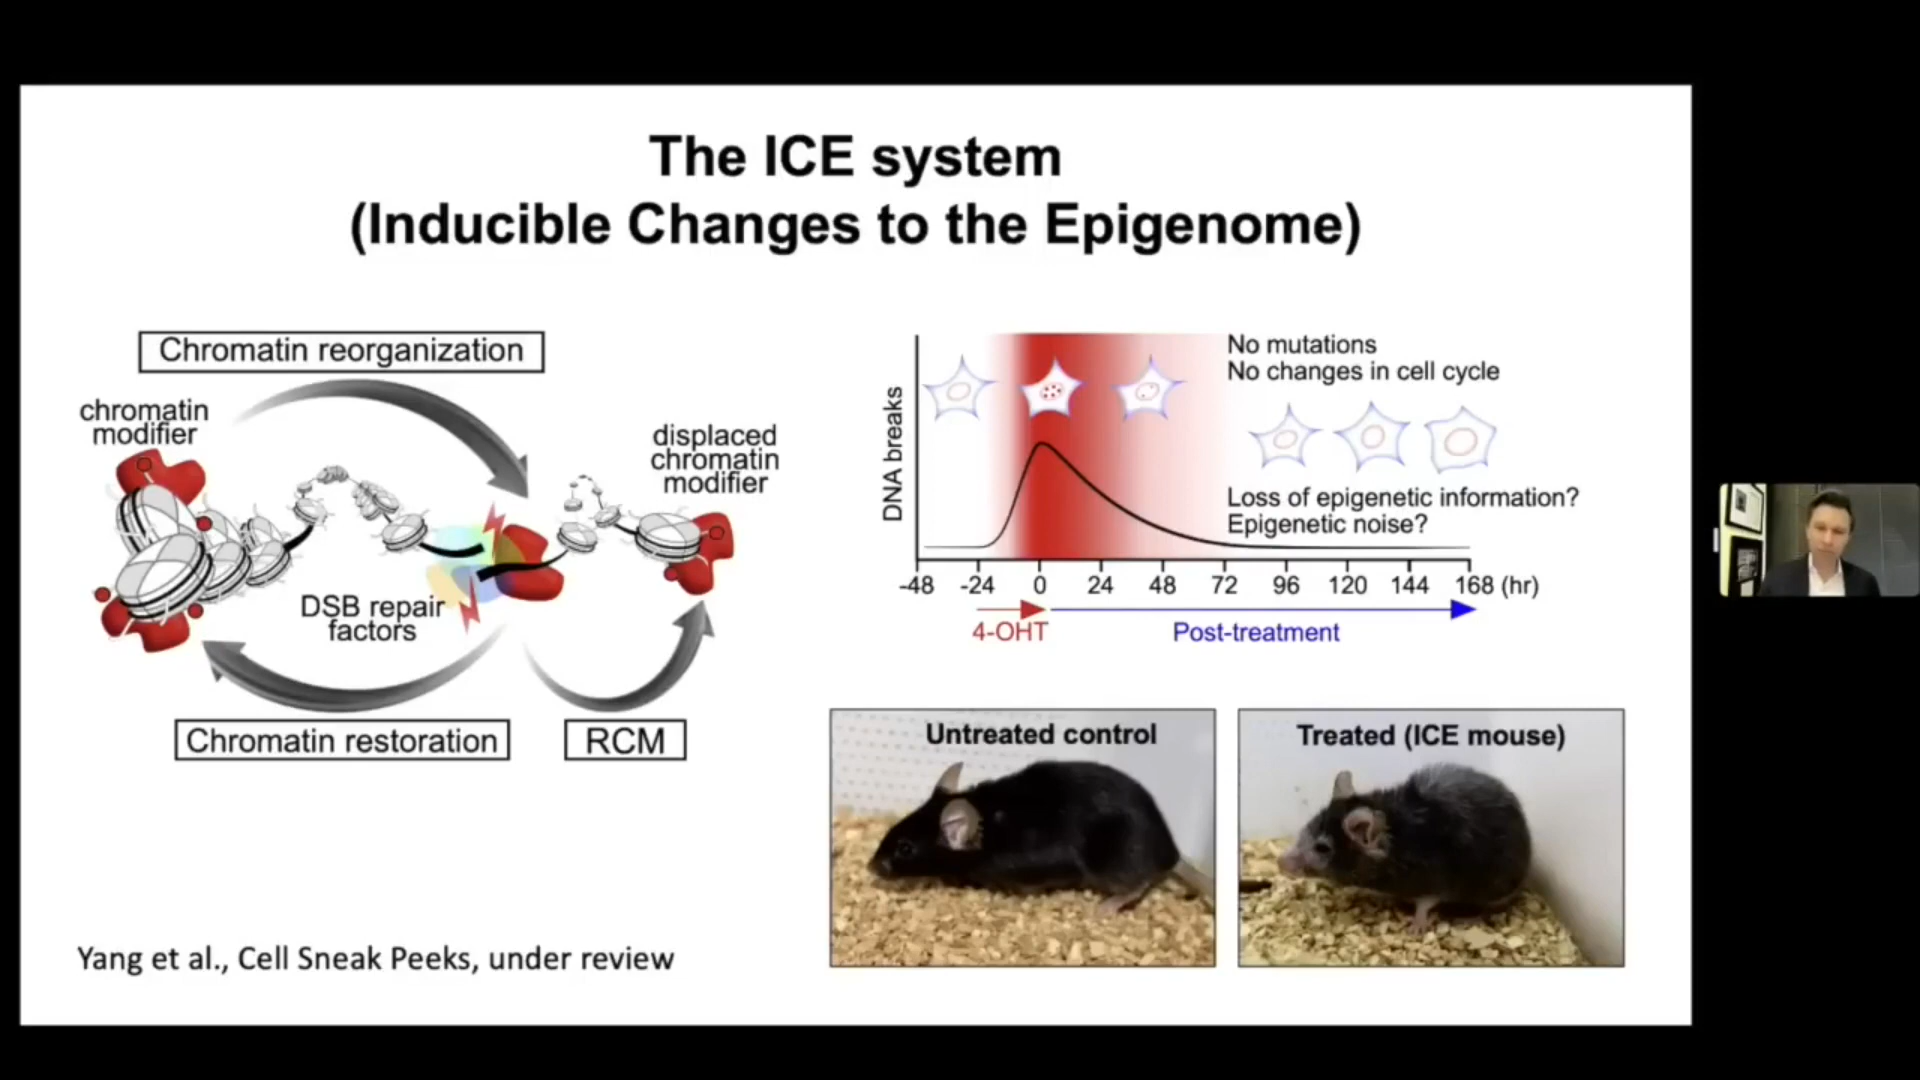 The ICE system
(Inducible Changes to the Epigenome)
Chromatin reorganization
chromatin
modifier
displaced
chromatin
modifier
DSB repair
factors
Chromatin restoration
RCM
DNA breaks
No mutations
No changes in cell cycle
Loss of epigenetic information?
Epigenetic noise?
-48 -24 0 24 48 72 96 120 144 168 (hr)
4-OHT
Post-treatment
Untreated control
Treated (ICE mouse)
Yang et al., Cell Sneak Peeks, under review